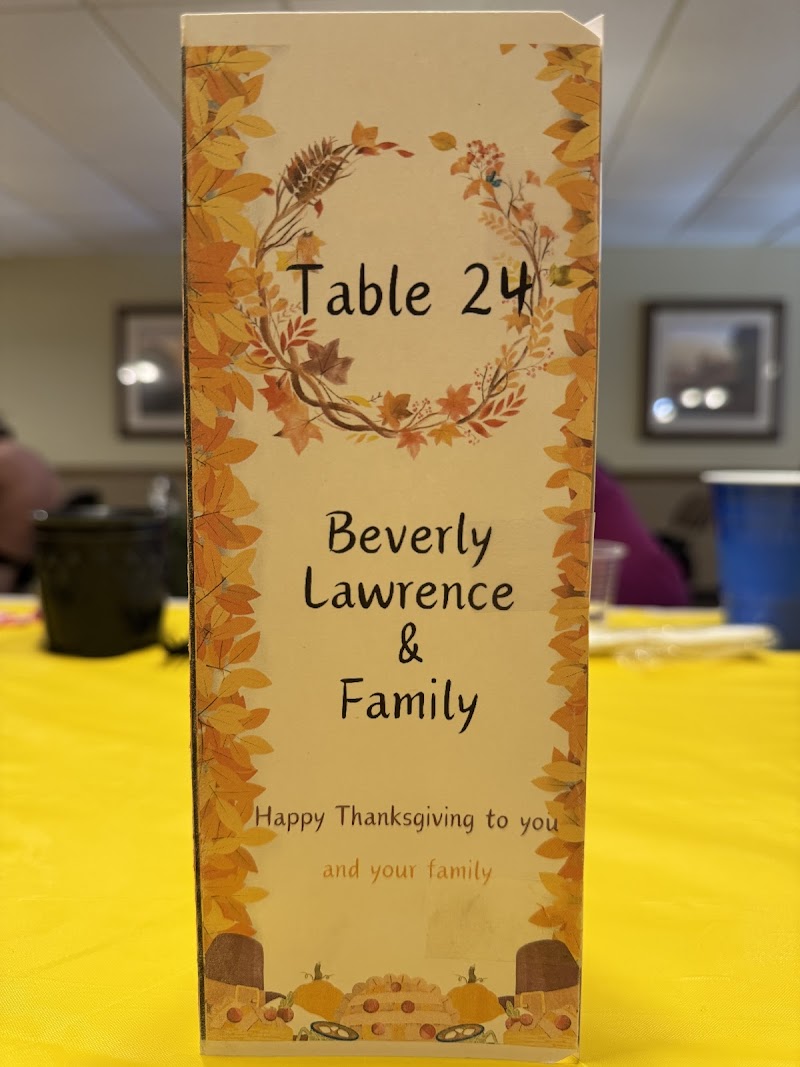 Table 24
Beverly
Lawrence
&
Family
Happy Thanksgiving to you
and your family